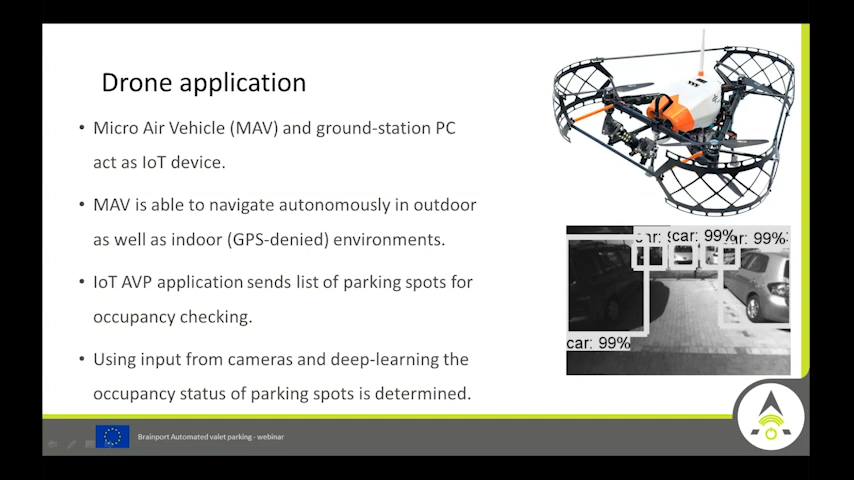 Drone application
• Micro Air Vehicle (MAV) and ground-station PC
act as IoT device.
• MAV is able to navigate autonomously in outdoor
as well as indoor (GPS-denied) environments.
• IoT AVP application sends list of parking spots for
occupancy checking.
• Using input from cameras and deep-learning the
occupancy status of parking spots is determined.
car: 99%
99%
car: 99%
Brainport Automated valet parking - webinar